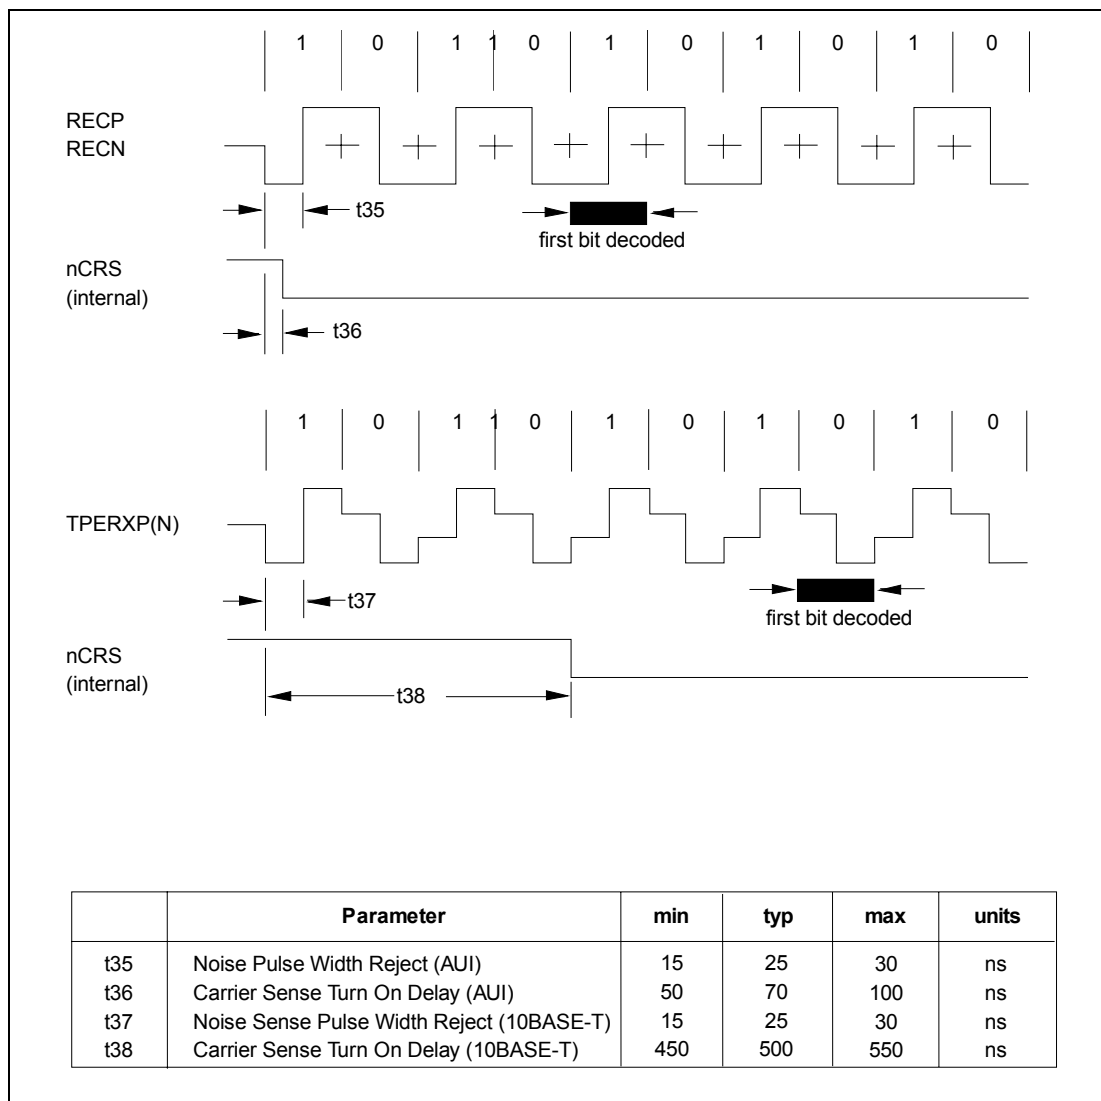 1 0 1 1 0 1 0 1 0 1 0
RECP
RECN
t35
first bit decoded
nCRS
(internal)
t36
1 0 1 1 0 1 0 1 0 1 0
TPERXP(N)
t37
first bit decoded
nCRS
(internal)
t38
Parameter min typ max units
t35 Noise Pulse Width Reject (AUI) 15 25 30 ns
t36 Carrier Sense Turn On Delay (AUI) 50 70 100 ns
t37 Noise Sense Pulse Width Reject (10BASE-T) 15 25 30 ns
t38 Carrier Sense Turn On Delay (10BASE-T) 450 500 550 ns